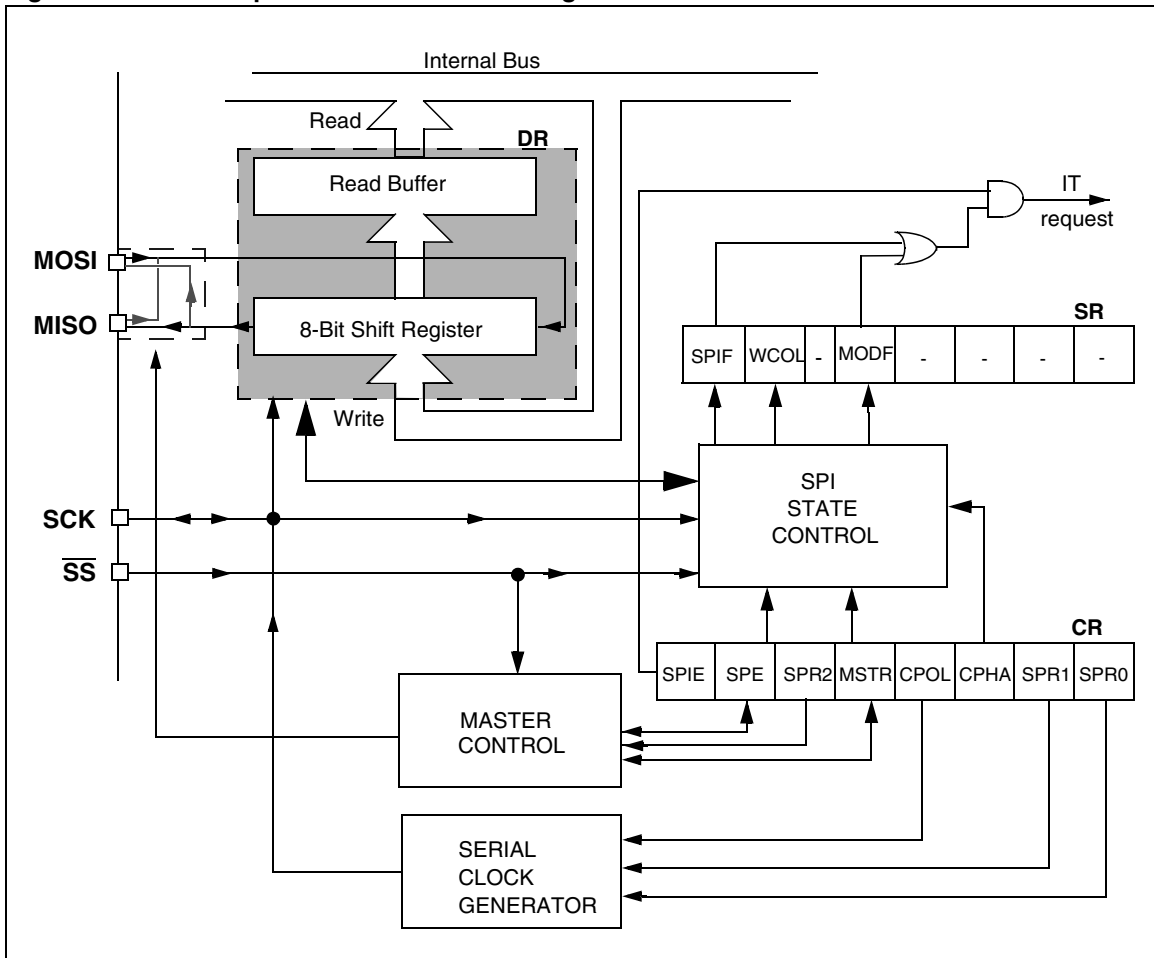 Internal Bus
Read
DR
Read Buffer
IT
request
MOSI
MISO
8-Bit Shift Register
SR
SPIF WCOL - MODF - - - -
Write
SPI
STATE
CONTROL
SCK
SS
CR
SPIE SPE SPR2 MSTR CPOL CPHA SPR1 SPR0
MASTER
CONTROL
SERIAL
CLOCK
GENERATOR